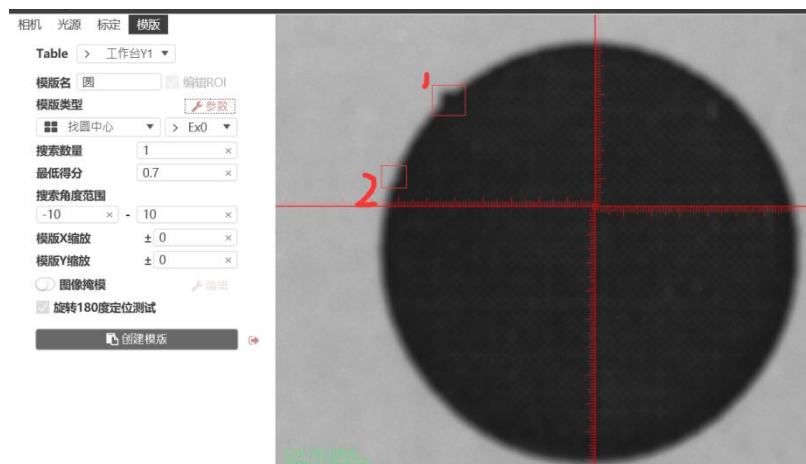 相机 光源 标定 模版
Table > 工作台Y1
模版名 圆 编辑ROI
模版类型 参数
找圆中心 > Ex0
搜索数量 1
最低得分 0.7
搜索角度范围
-10 - 10
模版X缩放 ± 0
模版Y缩放 ± 0
图像掩模 编辑
旋转180度定位测试
创建模版
1
2